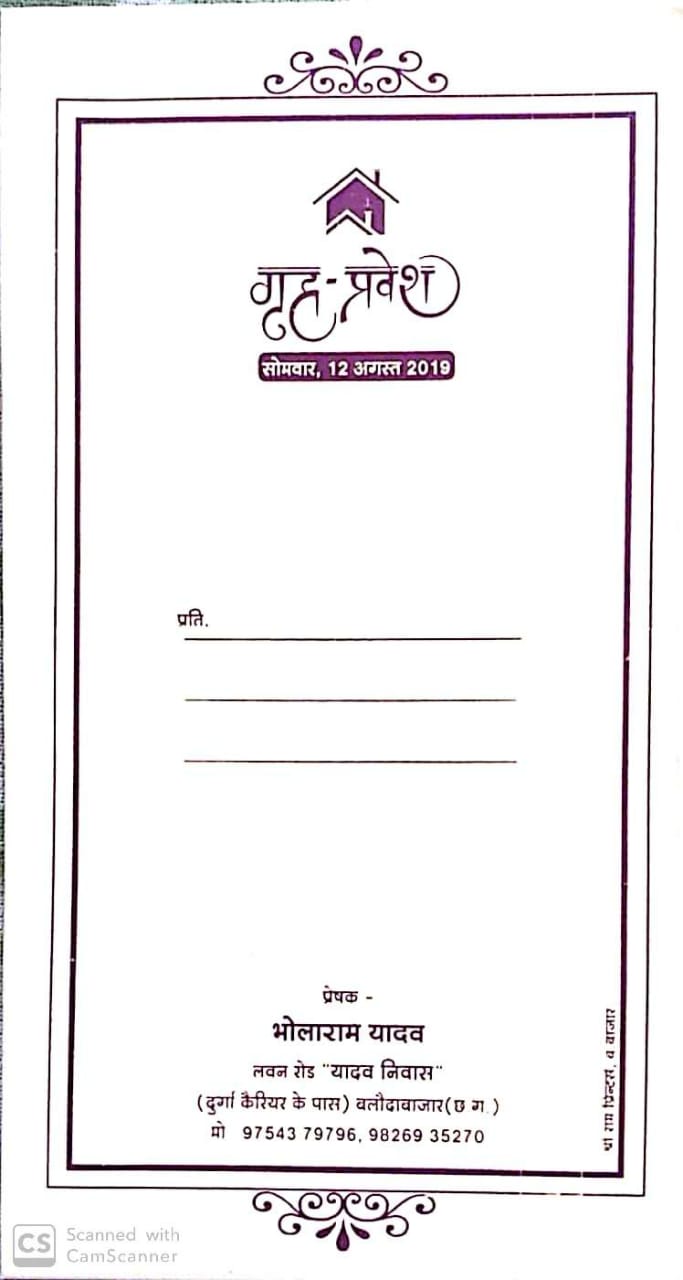 गृह-प्रवेश
सोमवार, 12 अगस्त 2019
प्रति.
प्रेषक -
भोलाराम यादव
लवन रोड "यादव निवास"
(दुर्गा कैरियर के पास) बलौदाबाजार(छ ग.)
मो 97543 79796, 98269 35270
श्री राम प्रिन्टर्स, ब बाजार
CS Scanned with
CamScanner